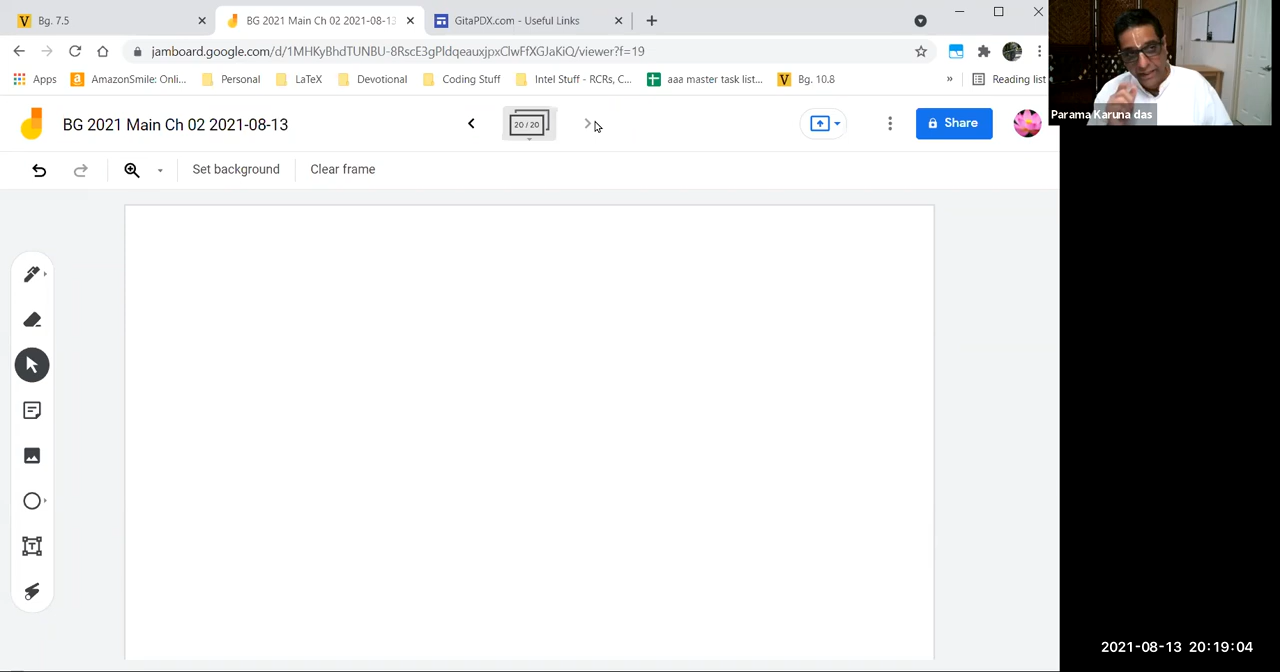 Bg. 7.5
BG 2021 Main Ch 02 2021-08-13
GitaPDX.com - Useful Links
jamboard.google.com/d/1MHKyBhdTUNBU-8RscE3gPldqeauxjpxClwFfXGJaKiQ/viewer?f=19
Apps AmazonSmile: Onli... Personal LaTeX Devotional Coding Stuff Intel Stuff - RCRs, C... aaa master task list... Bg. 10.8 » Reading list
Parama Karuna das
BG 2021 Main Ch 02 2021-08-13
20 / 20
Share
Set background
Clear frame
2021-08-13 20:19:04